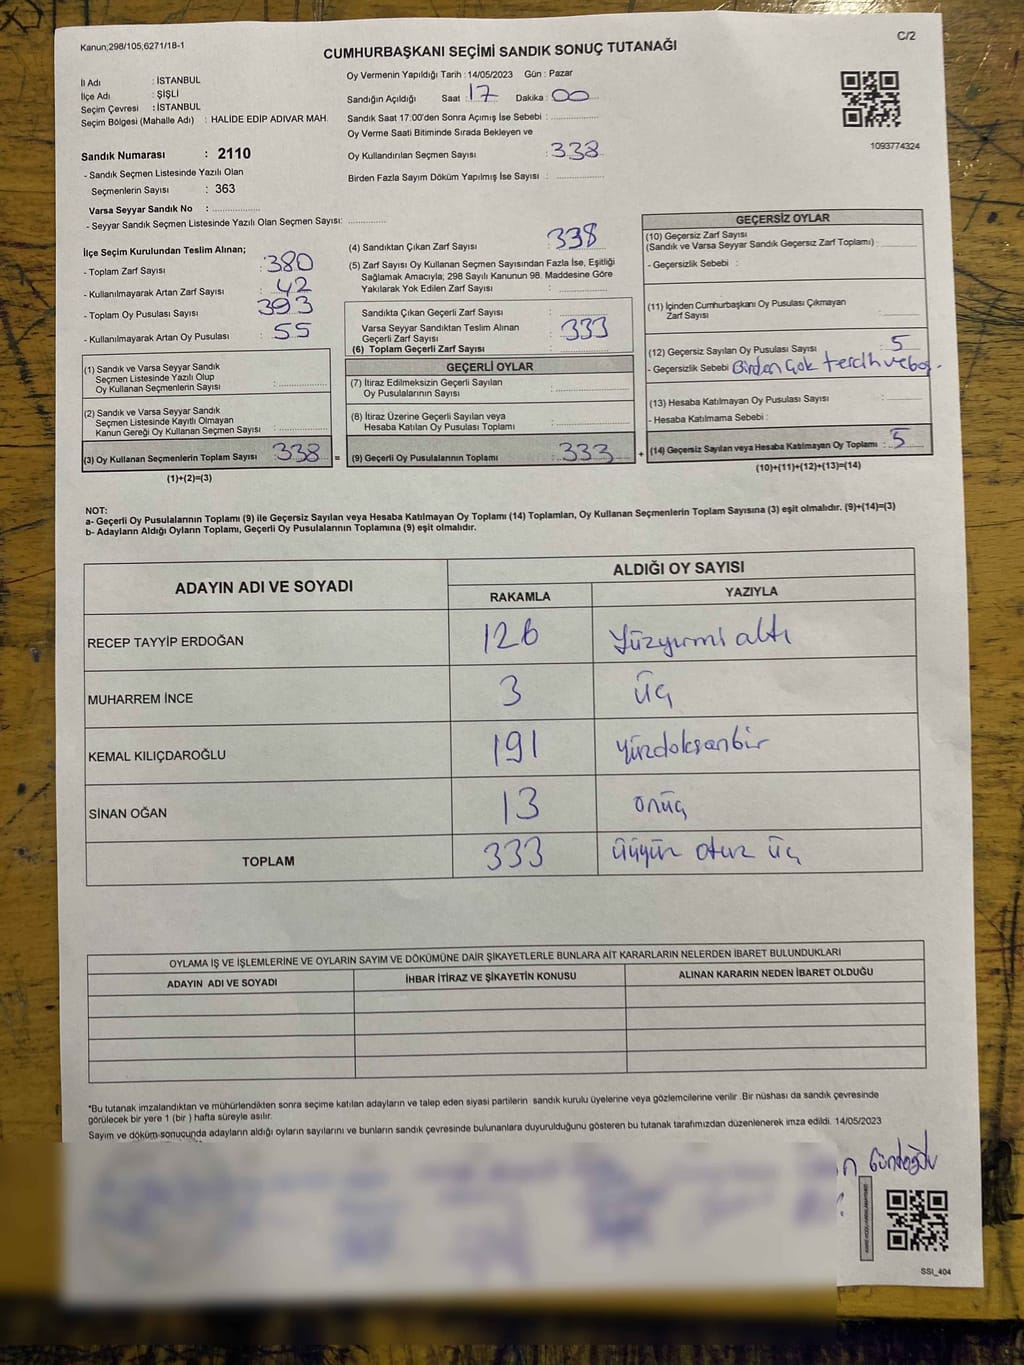 Kanun;298/105,6271/18-1
C/2
CUMHURBAŞKANI SEÇİMİ SANDIK SONUÇ TUTANAĞI
İl Adı : İSTANBUL
İlçe Adı : ŞİŞLİ
Seçim Çevresi : İSTANBUL
Seçim Bölgesi (Mahalle Adı) : HALİDE EDİP ADIVAR MAH.
Sandık Numarası : 2110
- Sandık Seçmen Listesinde Yazılı Olan
Seçmenlerin Sayısı : 363
Varsa Seyyar Sandık No : ..............
- Seyyar Sandık Seçmen Listesinde Yazılı Olan Seçmen Sayısı: ............
Oy Vermenin Yapıldığı Tarih : 14/05/2023 Gün : Pazar
Sandığın Açıldığı Saat : 17 Dakika : 00
Sandık Saat 17:00'den Sonra Açımış İse Sebebi : ..............
Oy Verme Saati Bitiminde Sırada Bekleyen ve
Oy Kullandırılan Seçmen Sayısı : 338
Birden Fazla Sayım Döküm Yapılmış İse Sayısı : ..............
1093774324
İlçe Seçim Kurulundan Teslim Alınan;
- Toplam Zarf Sayısı : 380
- Kullanılmayarak Artan Zarf Sayısı : 42
- Toplam Oy Pusulası Sayısı : 393
- Kullanılmayarak Artan Oy Pusulası : 55
(1) Sandık ve Varsa Seyyar Sandık
Seçmen Listesinde Yazılı Olup
Oy Kullanan Seçmenlerin Sayısı : ..............
(2) Sandık ve Varsa Seyyar Sandık
Seçmen Listesinde Kayıtlı Olmayan
Kanun Gereği Oy Kullanan Seçmen Sayısı : ..............
(3) Oy Kullanan Seçmenlerin Toplam Sayısı : 338 =
(1)+(2)=(3)
(4) Sandıktan Çıkan Zarf Sayısı : 338
(5) Zarf Sayısı Oy Kullanan Seçmen Sayısından Fazla İse, Eşitliği
Sağlamak Amacıyla; 298 Sayılı Kanunun 98. Maddesine Göre
Yakılarak Yok Edilen Zarf Sayısı : ..............
Sandıkta Çıkan Geçerli Zarf Sayısı : ..............
Varsa Seyyar Sandıktan Teslim Alınan
Geçerli Zarf Sayısı : 333
(6) Toplam Geçerli Zarf Sayısı : ..............
GEÇERLİ OYLAR
(7) İtiraz Edilmeksizin Geçerli Sayılan
Oy Pusulalarının Sayısı : ..............
(8) İtiraz Üzerine Geçerli Sayılan veya
Hesaba Katılan Oy Pusulası Toplamı : ..............
(9) Geçerli Oy Pusulalarının Toplamı : 333 +
GEÇERSİZ OYLAR
(10) Geçersiz Zarf Sayısı
(Sandık ve Varsa Seyyar Sandık Geçersiz Zarf Toplamı) : ..............
- Geçersizlik Sebebi :
(11) İçinden Cumhurbaşkanı Oy Pusulası Çıkmayan
Zarf Sayısı : ..............
(12) Geçersiz Sayılan Oy Pusulası Sayısı : 5
- Geçersizlik Sebebi Birden çok tercih ve boş.
(13) Hesaba Katılmayan Oy Pusulası Sayısı : ..............
- Hesaba Katılmama Sebebi :
(14) Geçersiz Sayılan veya Hesaba Katılmayan Oy Toplamı : 5
(10)+(11)+(12)+(13)=(14)
NOT:
a- Geçerli Oy Pusulalarının Toplamı (9) ile Geçersiz Sayılan veya Hesaba Katılmayan Oy Toplamı (14) Toplamları, Oy Kullanan Seçmenlerin Toplam Sayısına (3) eşit olmalıdır. (9)+(14)=(3)
b- Adayların Aldığı Oyların Toplamı, Geçerli Oy Pusulalarının Toplamına (9) eşit olmalıdır.
ADAYIN ADI VE SOYADI ALDIĞI OY SAYISI
RAKAMLA YAZIYLA
RECEP TAYYİP ERDOĞAN 126 Yüzyirmi altı
MUHARREM İNCE 3 üç
KEMAL KILIÇDAROĞLU 191 yüzdoksanbir
SİNAN OĞAN 13 onüç
TOPLAM 333 üçyüz otuz üç
OYLAMA İŞ VE İŞLEMLERİNE VE OYLARIN SAYIM VE DÖKÜMÜNE DAİR ŞİKAYETLERLE BUNLARA AİT KARARLARIN NELERDEN İBARET BULUNDUKLARI
ADAYIN ADI VE SOYADI İHBAR İTİRAZ VE ŞİKAYETİN KONUSU ALINAN KARARIN NEDEN İBARET OLDUĞU
*Bu tutanak imzalandıktan ve mühürlendikten sonra seçime katılan adayların ve talep eden siyasi partilerin sandık kurulu üyelerine veya gözlemcilerine verilir .Bir nüshası da sandık çevresinde
görülecek bir yere 1 (bir ) hafta süreyle asılır.
Sayım ve döküm sonucunda adayların aldığı oyların sayılarını ve bunların sandık çevresinde bulunanlara duyurulduğunu gösteren bu tutanak tarafımızdan düzenlenerek imza edildi. 14/05/2023
Gündoğdu
SSI_404